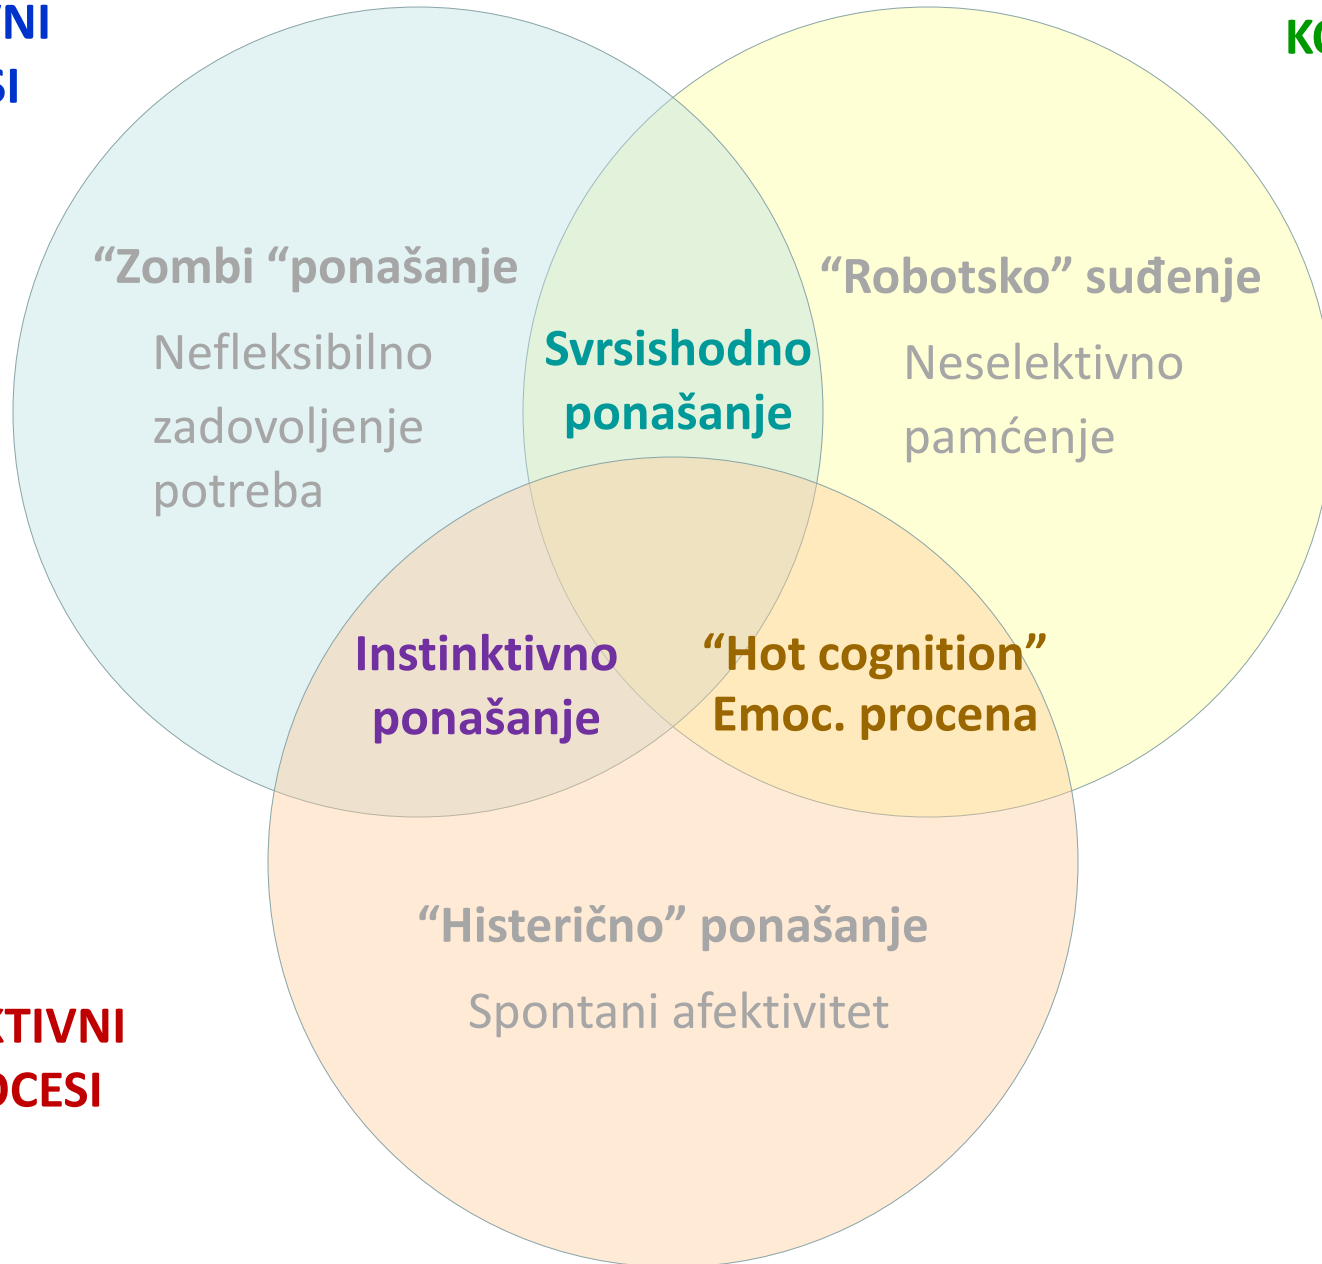 VNI
SI
KO
“Zombi “ponašanje
Nefleksibilno
zadovoljenje
potreba
Svrsishodno
ponašanje
“Robotsko” suđenje
Neselektivno
pamćenje
Instinktivno
ponašanje
“Hot cognition”
Emoc. procena
“Histerično” ponašanje
Spontani afektivitet
KTIVNI
OCESI